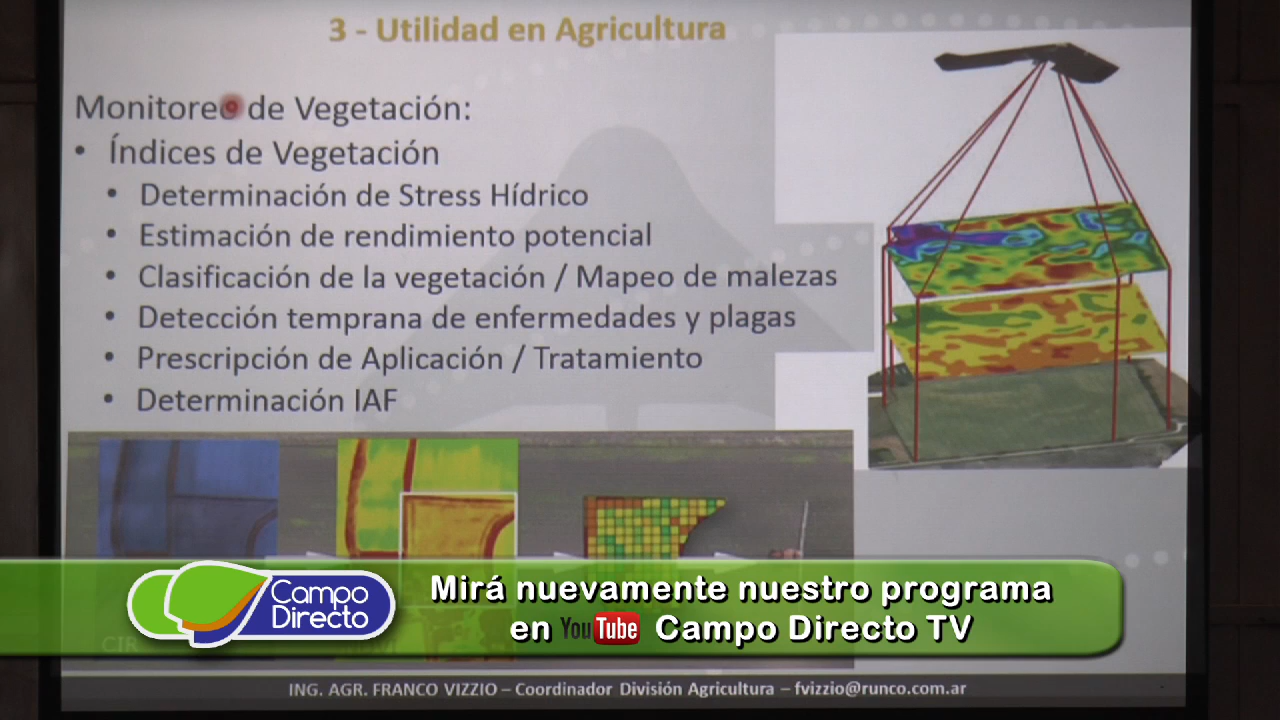 3 - Utilidad en Agricultura
Monitoreo de Vegetación:
• Índices de Vegetación
• Determinación de Stress Hídrico
• Estimación de rendimiento potencial
• Clasificación de la vegetación / Mapeo de malezas
• Detección temprana de enfermedades y plagas
• Prescripción de Aplicación / Tratamiento
• Determinación IAF
Campo
Directo
Mirá nuevamente nuestro programa
en YouTube Campo Directo TV
ING. AGR. FRANCO VIZZIO – Coordinador División Agricultura – fvizzio@runco.com.ar